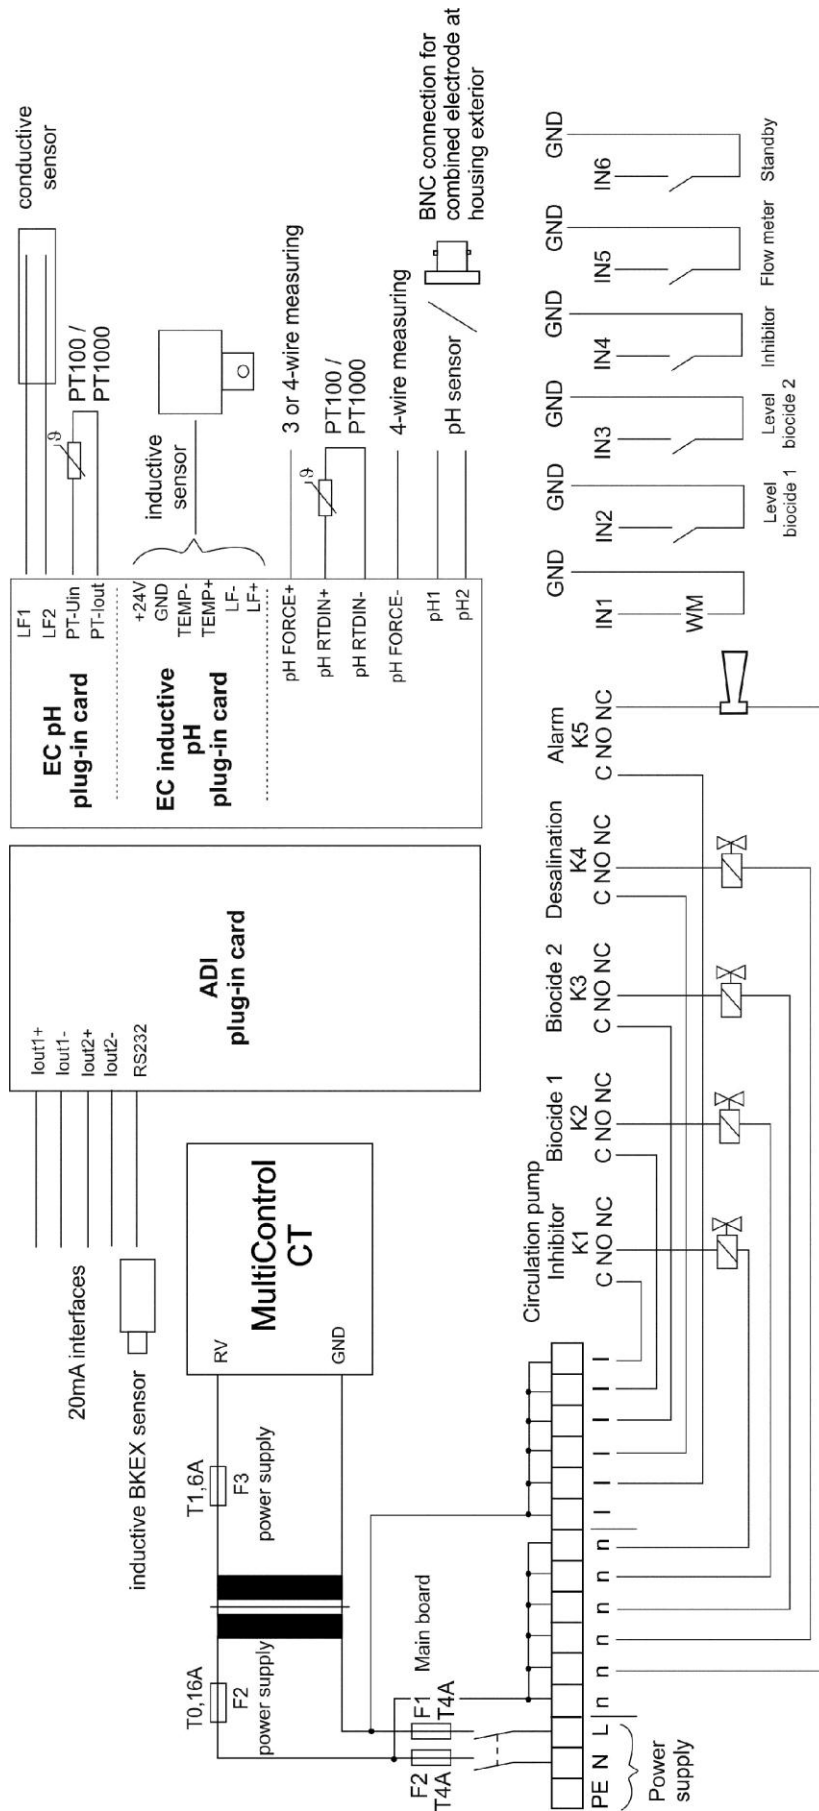 conductive
sensor
LF1
LF2
PT-Uin
PT-Iout
ϑ
PT100 /
PT1000
EC pH
plug-in card
+24V
GND
TEMP-
TEMP+
LF-
LF+
inductive
sensor
EC inductive
pH
plug-in card
pH FORCE+
pH RTDIN+
pH RTDIN-
pH FORCE-
pH1
pH2
3 or 4-wire measuring
ϑ
PT100 /
PT1000
4-wire measuring
pH sensor
BNC connection for
combined electrode at
housing exterior
Iout1+
Iout1-
Iout2+
Iout2-
RS232
ADI
plug-in card
20mA interfaces
inductive BKEX sensor
MultiControl
CT
RV
GND
T1,6A
F3
power supply
T0,16A
F2
power supply
Main board
F1
T4A
F2
T4A
PE N L n n n n n n l l l l l l
Power
supply
Circulation pump
Inhibitor
K1
C NO NC
Biocide 1
K2
C NO NC
Biocide 2
K3
C NO NC
Desalination
K4
C NO NC
Alarm
K5
C NO NC
IN1
GND
WM
IN2
GND
Level
biocide 1
IN3
GND
Level
biocide 2
IN4
GND
Inhibitor
IN5
GND
Flow meter
IN6
GND
Standby